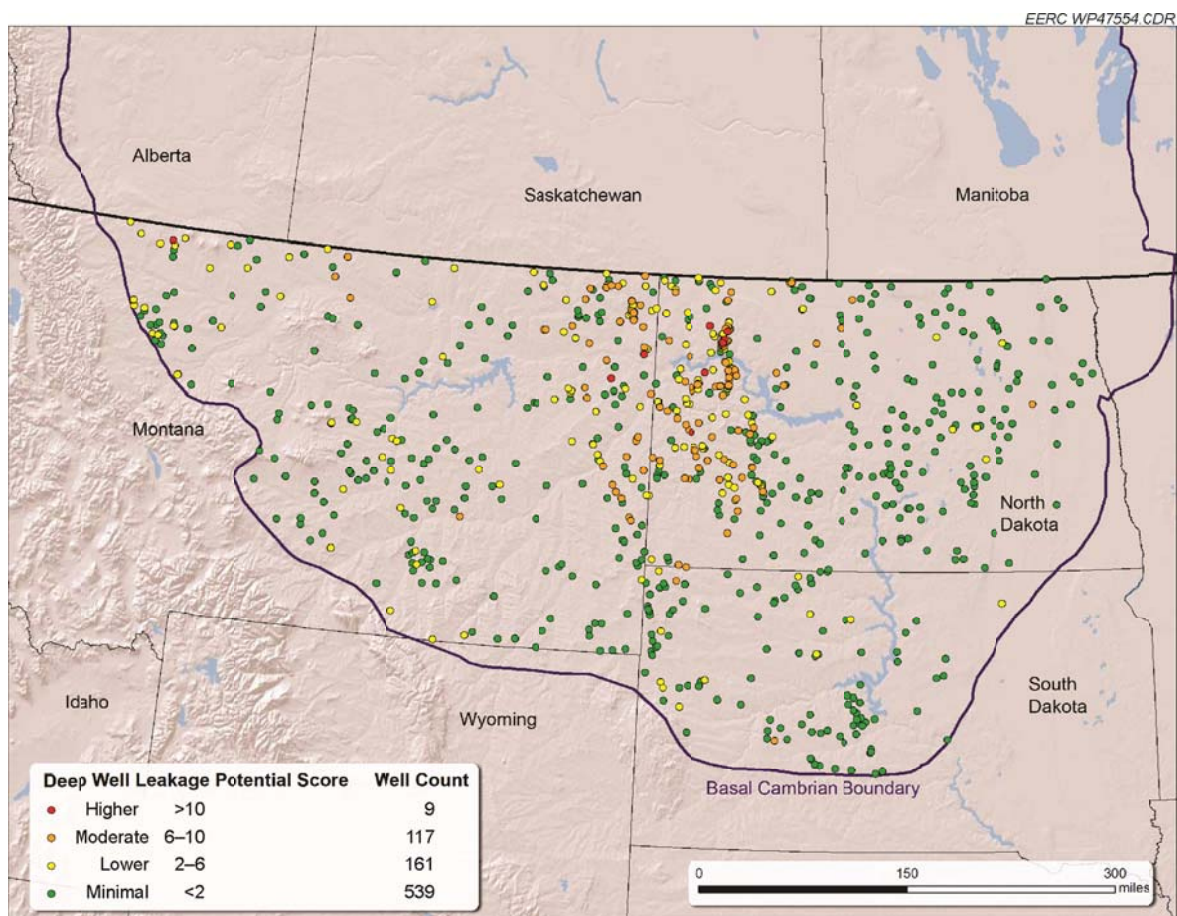 EERC WP47554.CDR
Alberta
Saskatchewan
Manitoba
Montana
North
Dakota
Idaho
Wyoming
South
Dakota
Basal Cambrian Boundary
Deep Well Leakage Potential Score Well Count
Higher >10 9
Moderate 6–10 117
Lower 2–6 161
Minimal <2 539
0 150 300
miles